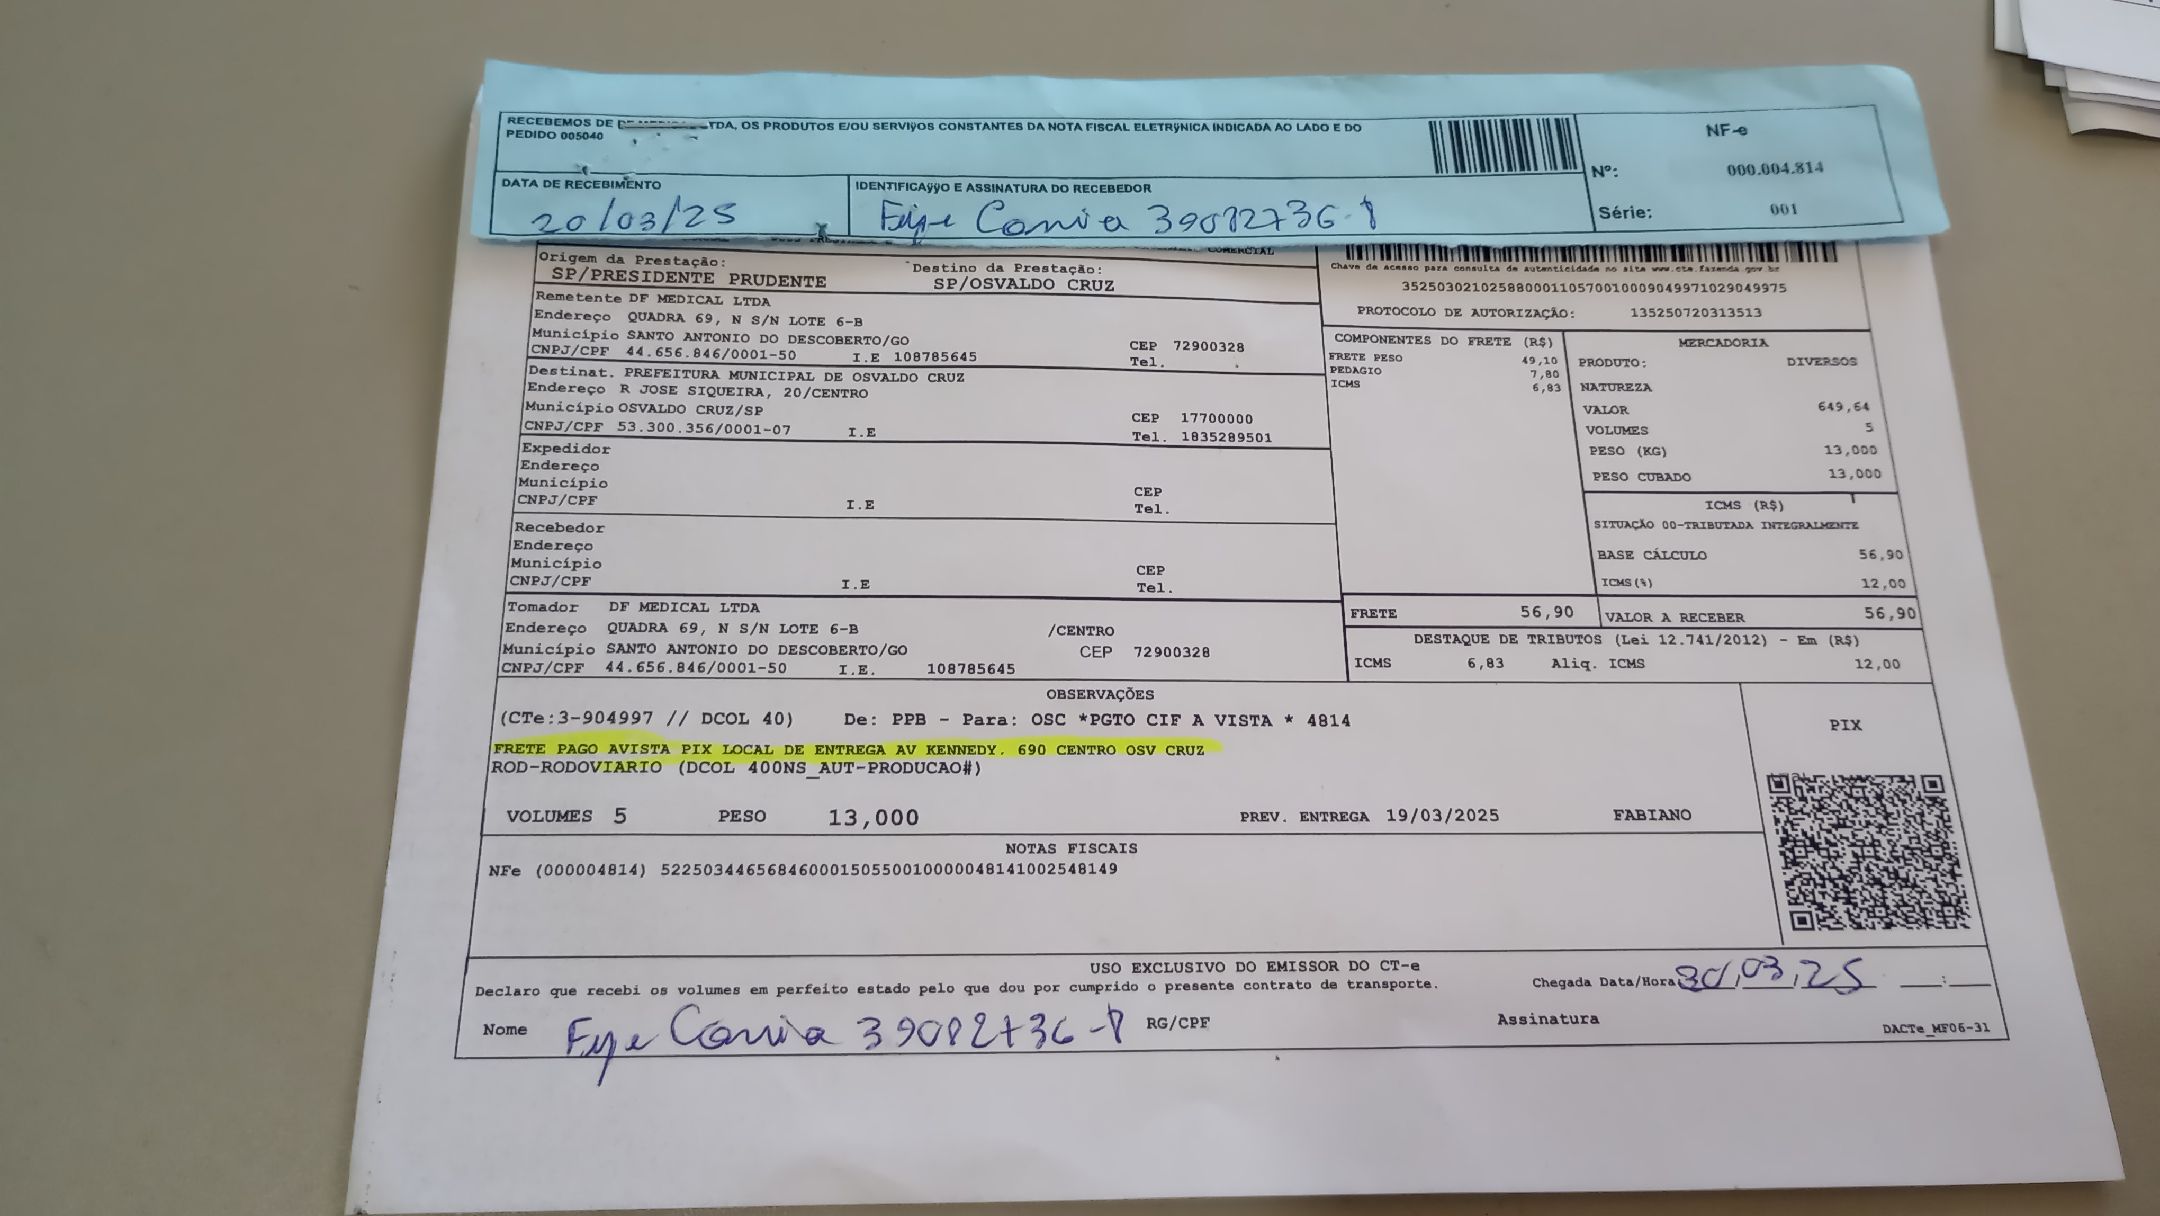 RECEBEMOS DE LTDA, OS PRODUTOS E/OU SERVIÿOS CONSTANTES DA NOTA FISCAL ELETRÿNICA INDICADA AO LADO E DO
PEDIDO 005040
NF-e
Nº: 000.004.814
Série: 001
DATA DE RECEBIMENTO
20/03/25
IDENTIFICAÿÿO E ASSINATURA DO RECEBEDOR
39082736-8
Origem da Prestação:
SP/PRESIDENTE PRUDENTE
Destino da Prestação:
SP/OSVALDO CRUZ
Chave de Acesso para consulta de autenticidade no site www.cte.fazenda.gov.br
35250302102588000110570010009049971029049975
PROTOCOLO DE AUTORIZAÇÃO: 135250720313513
Remetente DF MEDICAL LTDA
Endereço QUADRA 69, N S/N LOTE 6-B
Município SANTO ANTONIO DO DESCOBERTO/GO CEP 72900328
CNPJ/CPF 44.656.846/0001-50 I.E 108785645 Tel.
Destinat. PREFEITURA MUNICIPAL DE OSVALDO CRUZ
Endereço R JOSE SIQUEIRA, 20/CENTRO
Município OSVALDO CRUZ/SP CEP 17700000
CNPJ/CPF 53.300.356/0001-07 I.E Tel. 1835289501
Expedidor
Endereço
Município CEP
CNPJ/CPF I.E Tel.
Recebedor
Endereço
Município CEP
CNPJ/CPF I.E Tel.
Tomador DF MEDICAL LTDA
Endereço QUADRA 69, N S/N LOTE 6-B /CENTRO
Município SANTO ANTONIO DO DESCOBERTO/GO CEP 72900328
CNPJ/CPF 44.656.846/0001-50 I.E. 108785645
COMPONENTES DO FRETE (R$)
FRETE PESO 49,10
PEDAGIO 7,80
ICMS 6,83
MERCADORIA
PRODUTO: DIVERSOS
NATUREZA
VALOR 649,64
VOLUMES 5
PESO (KG) 13,000
PESO CUBADO 13,000
ICMS (R$)
SITUAÇÃO 00-TRIBUTADA INTEGRALMENTE
BASE CÁLCULO 56,90
ICMS(%) 12,00
FRETE 56,90 VALOR A RECEBER 56,90
DESTAQUE DE TRIBUTOS (Lei 12.741/2012) - Em (R$)
ICMS 6,83 Aliq. ICMS 12,00
OBSERVAÇÕES
(CTe:3-904997 // DCOL 40) De: PPB - Para: OSC *PGTO CIF A VISTA * 4814
FRETE PAGO AVISTA PIX LOCAL DE ENTREGA AV KENNEDY. 690 CENTRO OSV CRUZ
ROD-RODOVIARIO (DCOL 400NS_AUT-PRODUCAO#)
PIX
VOLUMES 5 PESO 13,000 PREV. ENTREGA 19/03/2025 FABIANO
NOTAS FISCAIS
NFe (000004814) 52250344656846000150550010000048141002548149
USO EXCLUSIVO DO EMISSOR DO CT-e
Declaro que recebi os volumes em perfeito estado pelo que dou por cumprido o presente contrato de transporte.
Chegada Data/Hora 20/03/25 :
Nome 39082736-8 RG/CPF Assinatura
DACTe_MF06-31